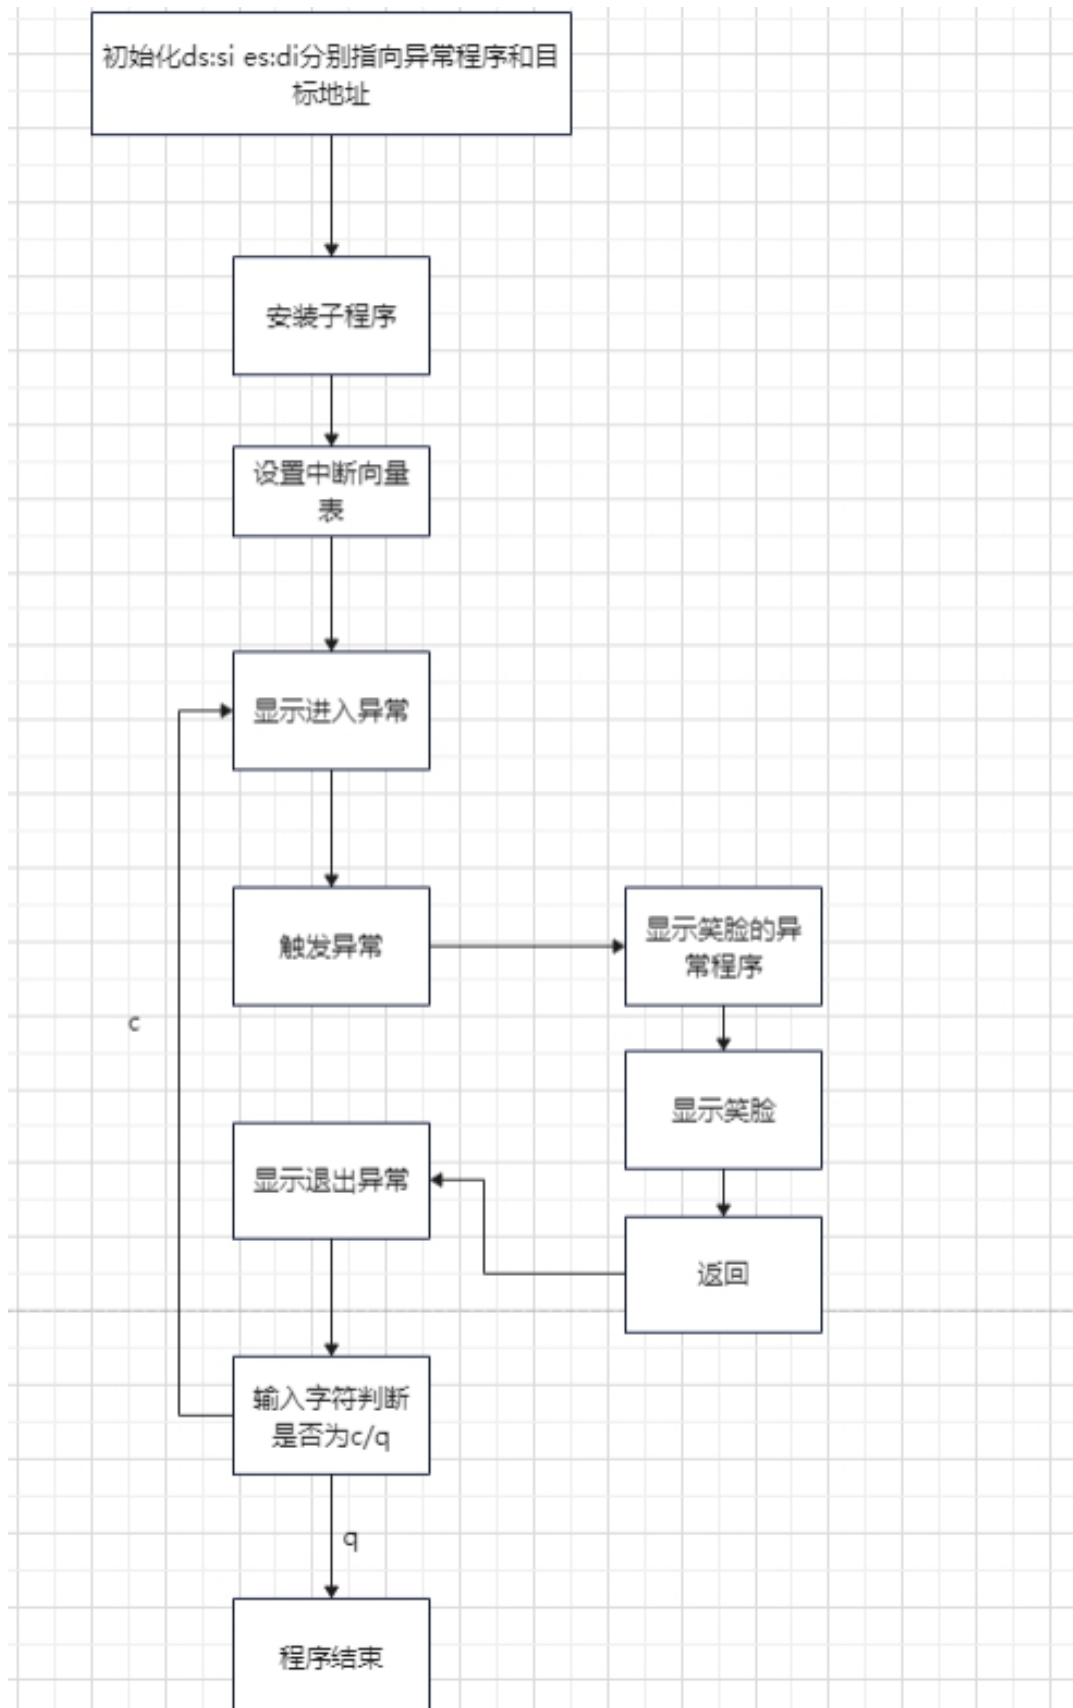 初始化ds:si es:di分别指向异常程序和目
标地址
安装子程序
设置中断向量
表
显示进入异常
触发异常
显示笑脸的异
常程序
c
显示笑脸
显示退出异常
返回
输入字符判断
是否为c/q
q
程序结束